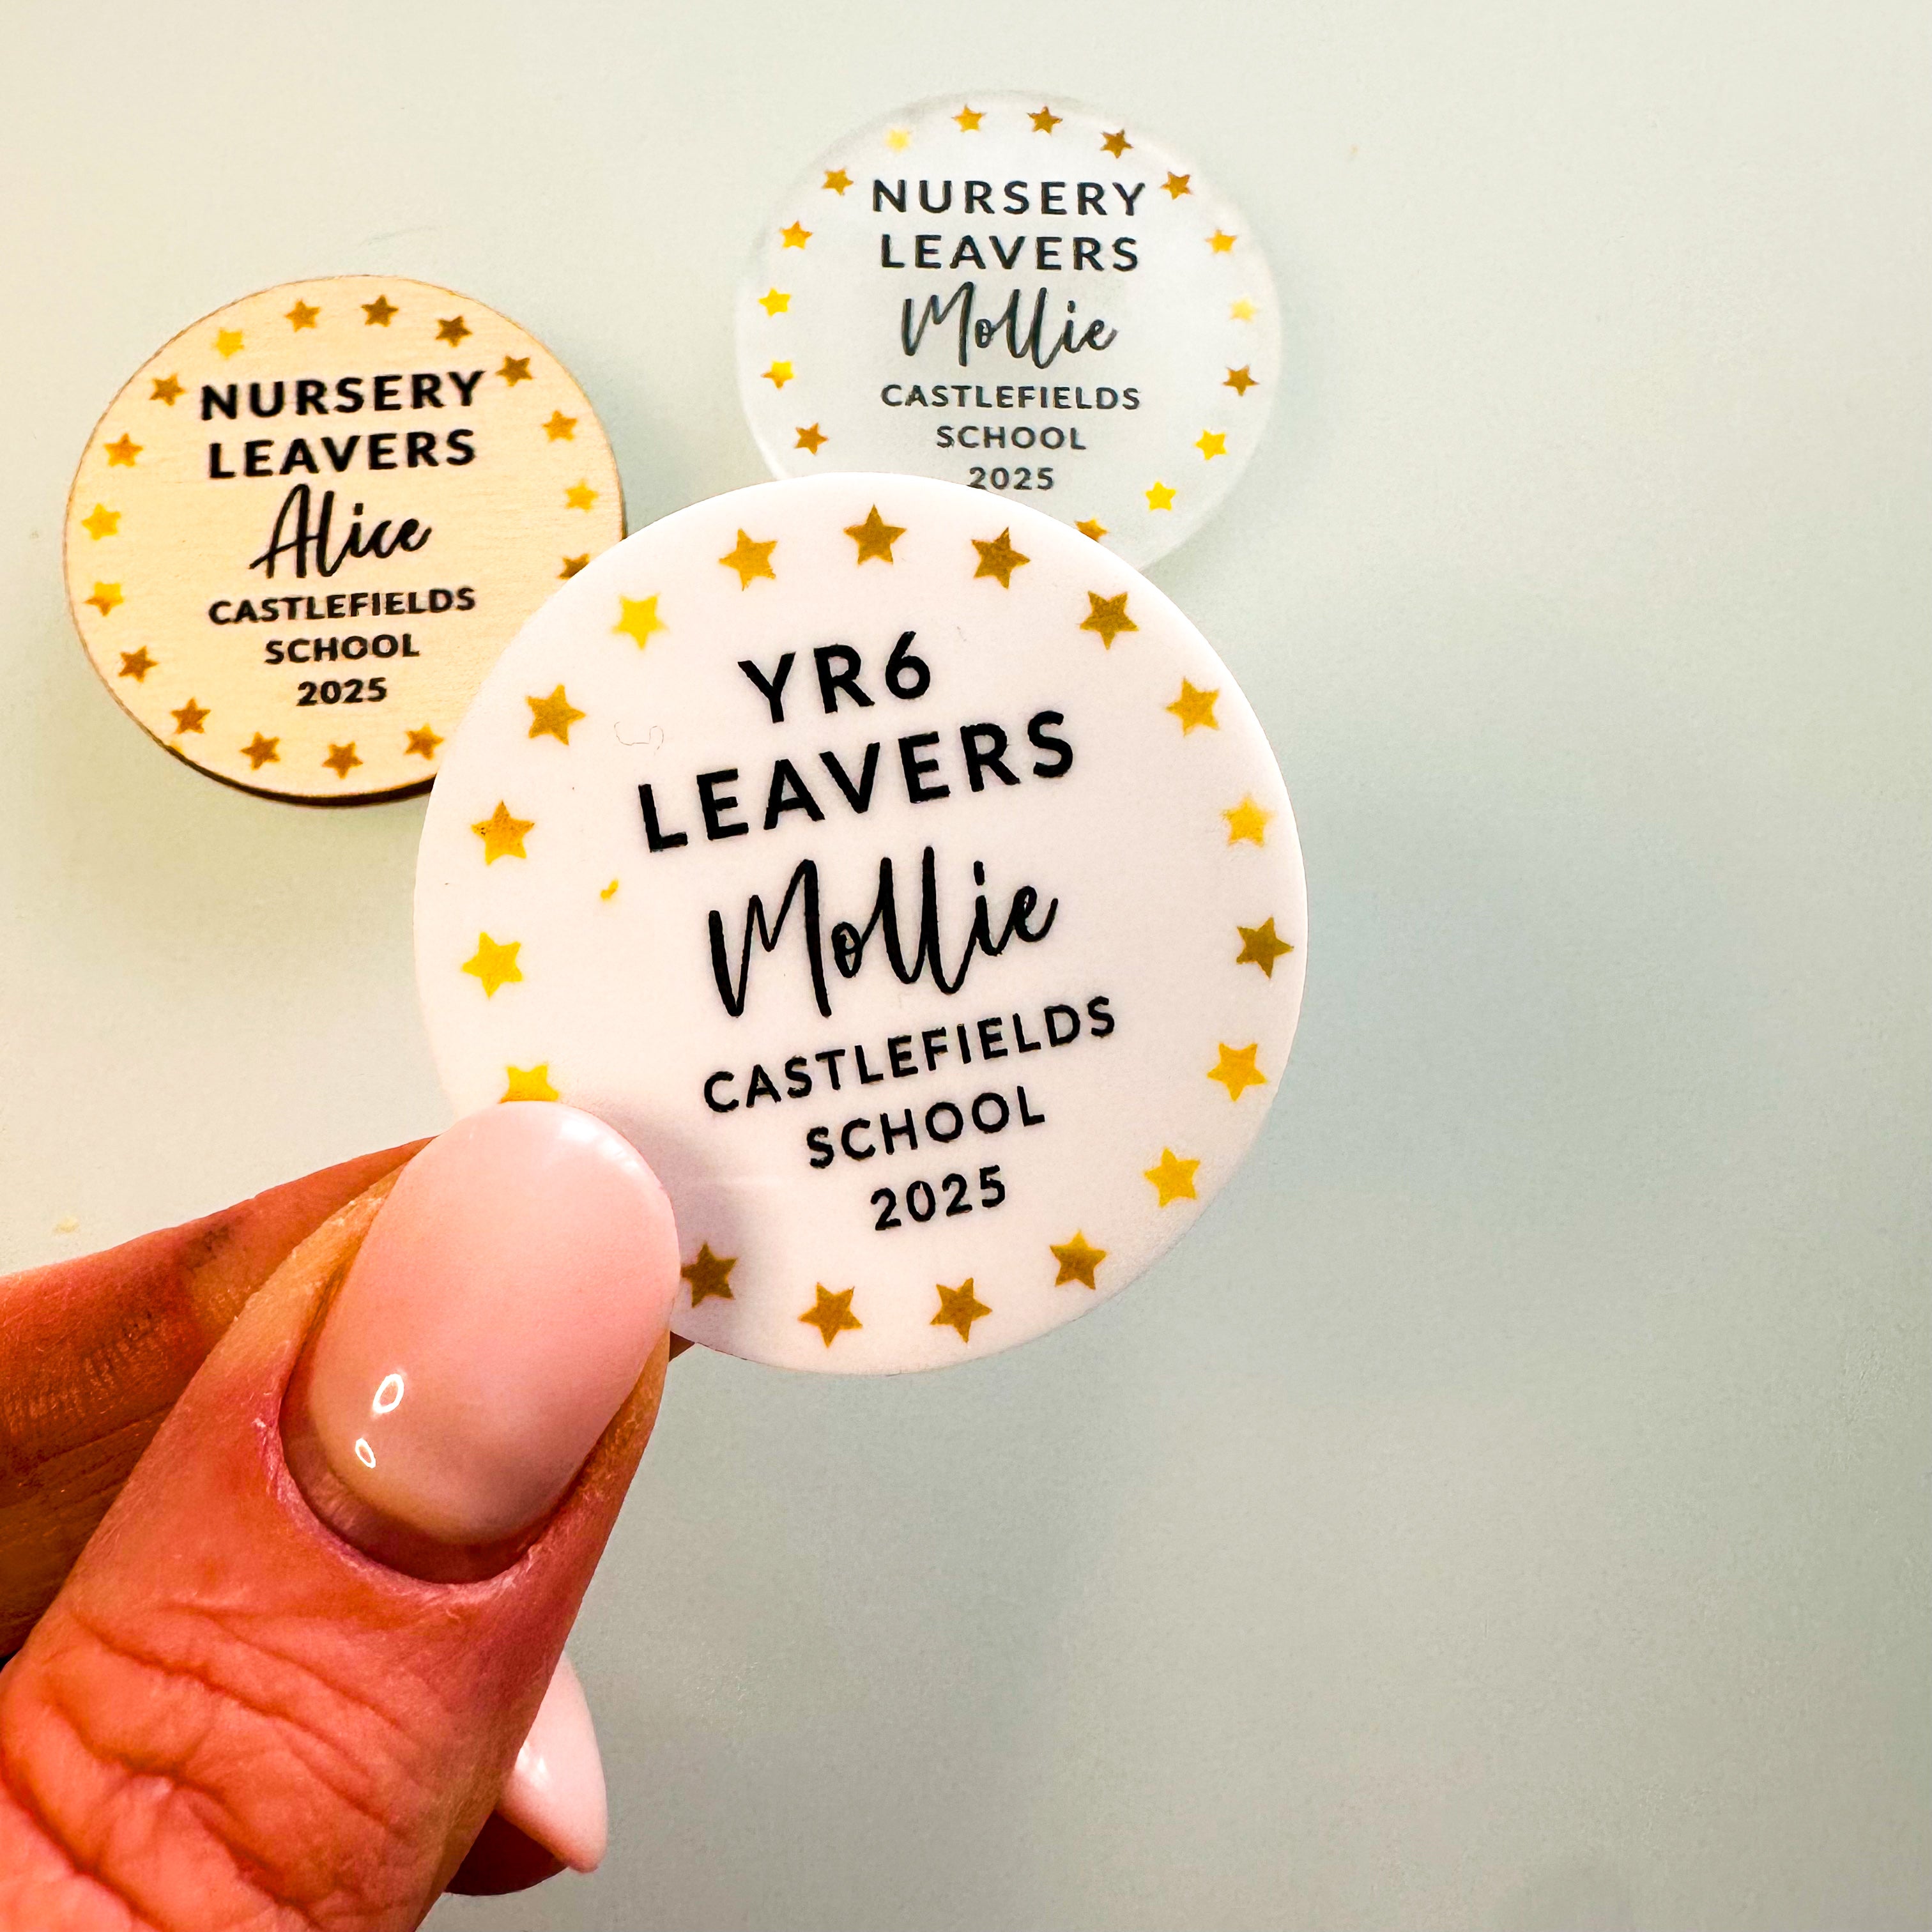 NURSERY
LEAVERS
Mollie
CASTLEFIELDS
SCHOOL
2025
NURSERY
LEAVERS
Alice
CASTLEFIELDS
SCHOOL
2025
YR6
LEAVERS
Mollie
CASTLEFIELDS
SCHOOL
2025